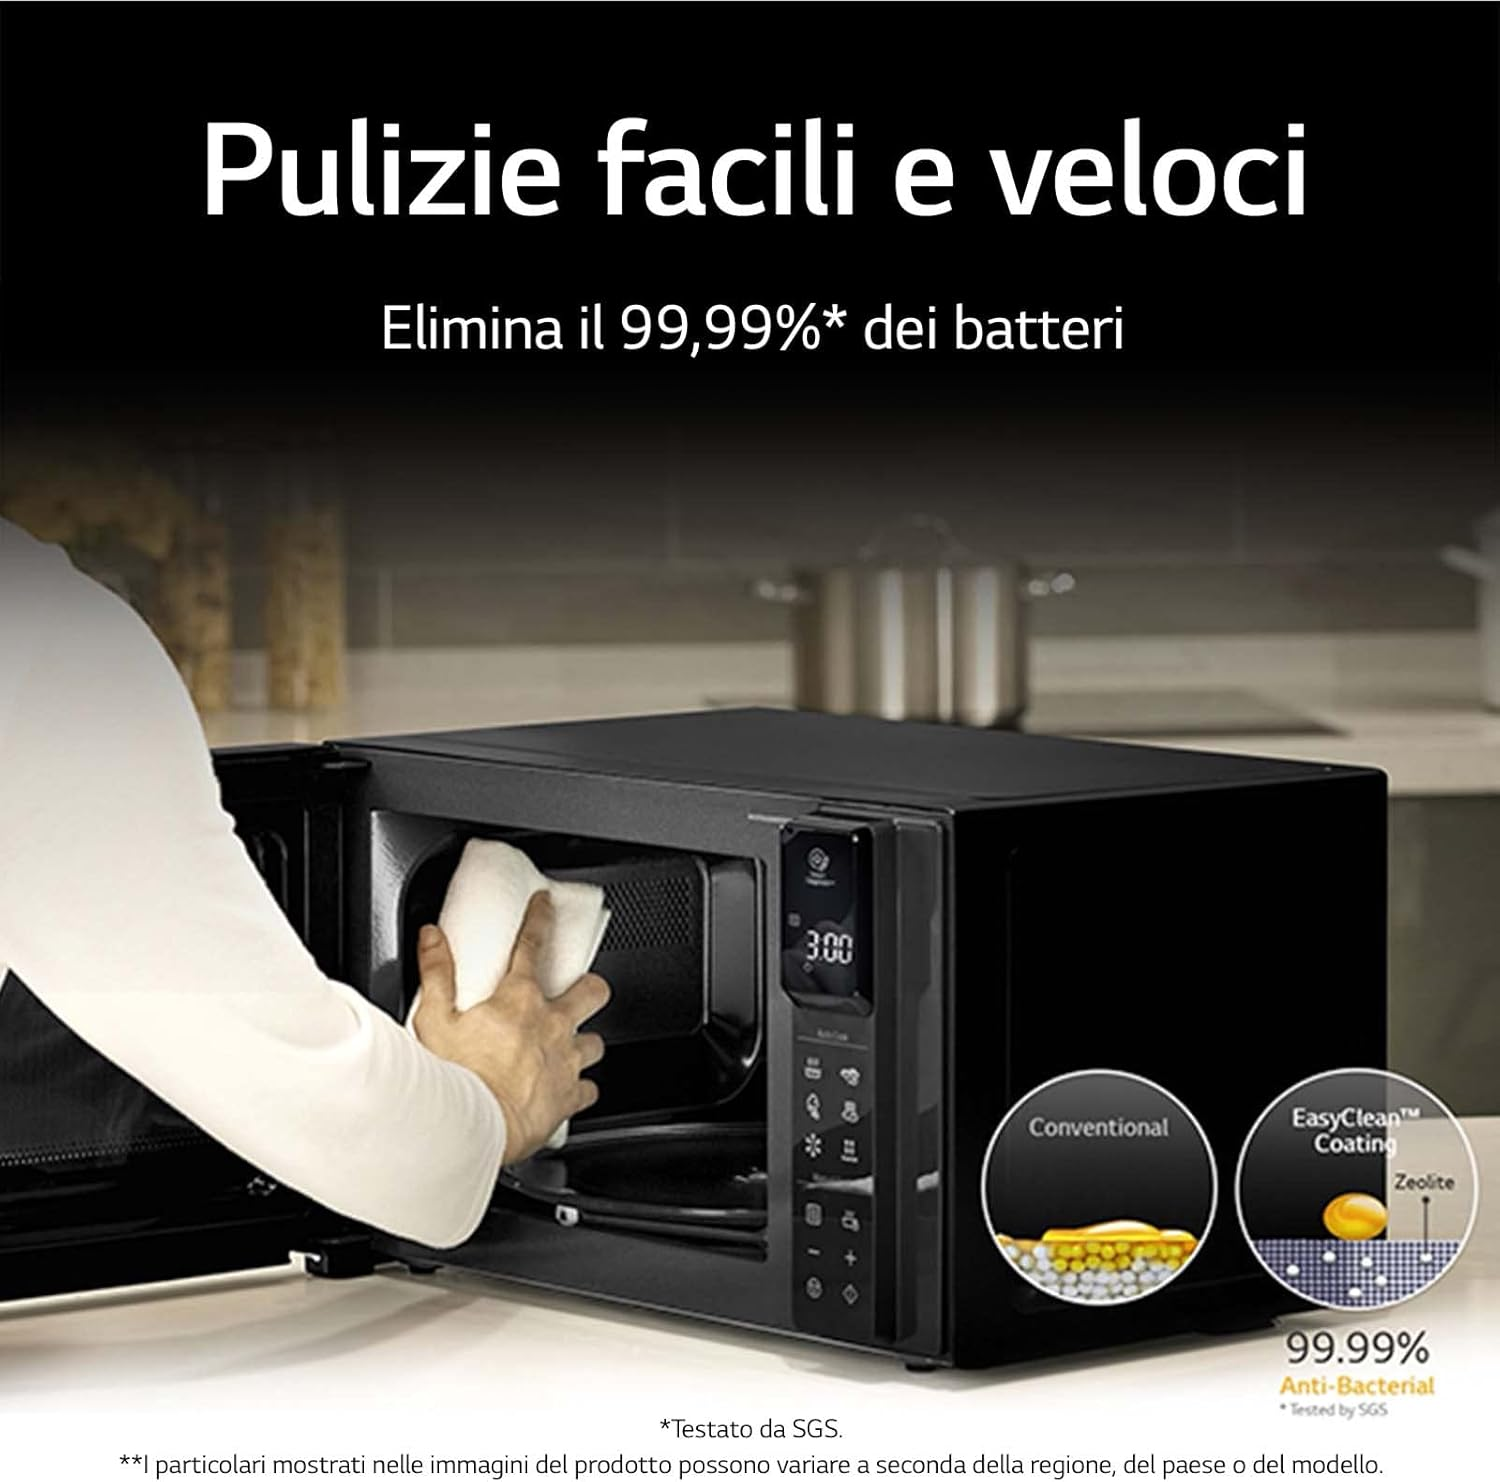 Pulizie facili e veloci
Elimina il 99,99%* dei batteri
3:00
Conventional
EasyClean™
Coating
Zeolite
99.99%
Anti-Bacterial
* Tested by SGS
*Testato da SGS.
**I particolari mostrati nelle immagini del prodotto possono variare a seconda della regione, del paese o del modello.